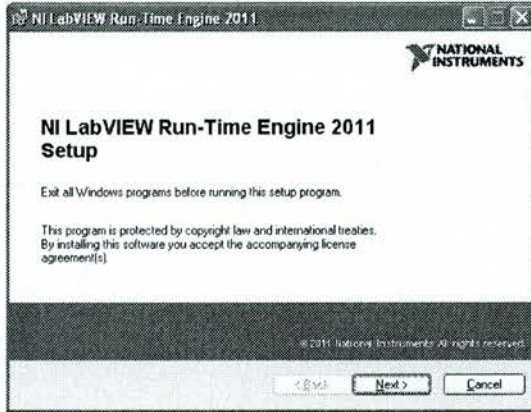 NI LabVIEW Run-Time Engine 2011
NATIONAL
INSTRUMENTS
NI LabVIEW Run-Time Engine 2011
Setup
Exit all Windows programs before running this setup program.
This program is protected by copyright law and international treaties.
By installing this software you accept the accompanying license
agreement(s).
© 2011 National Instruments. All rights reserved.
< Back
Next >
Cancel